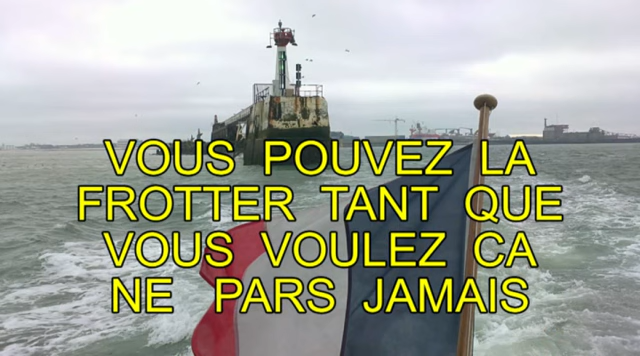 VOUS POUVEZ LA
FROTTER TANT QUE
VOUS VOULEZ CA
NE PARS JAMAIS